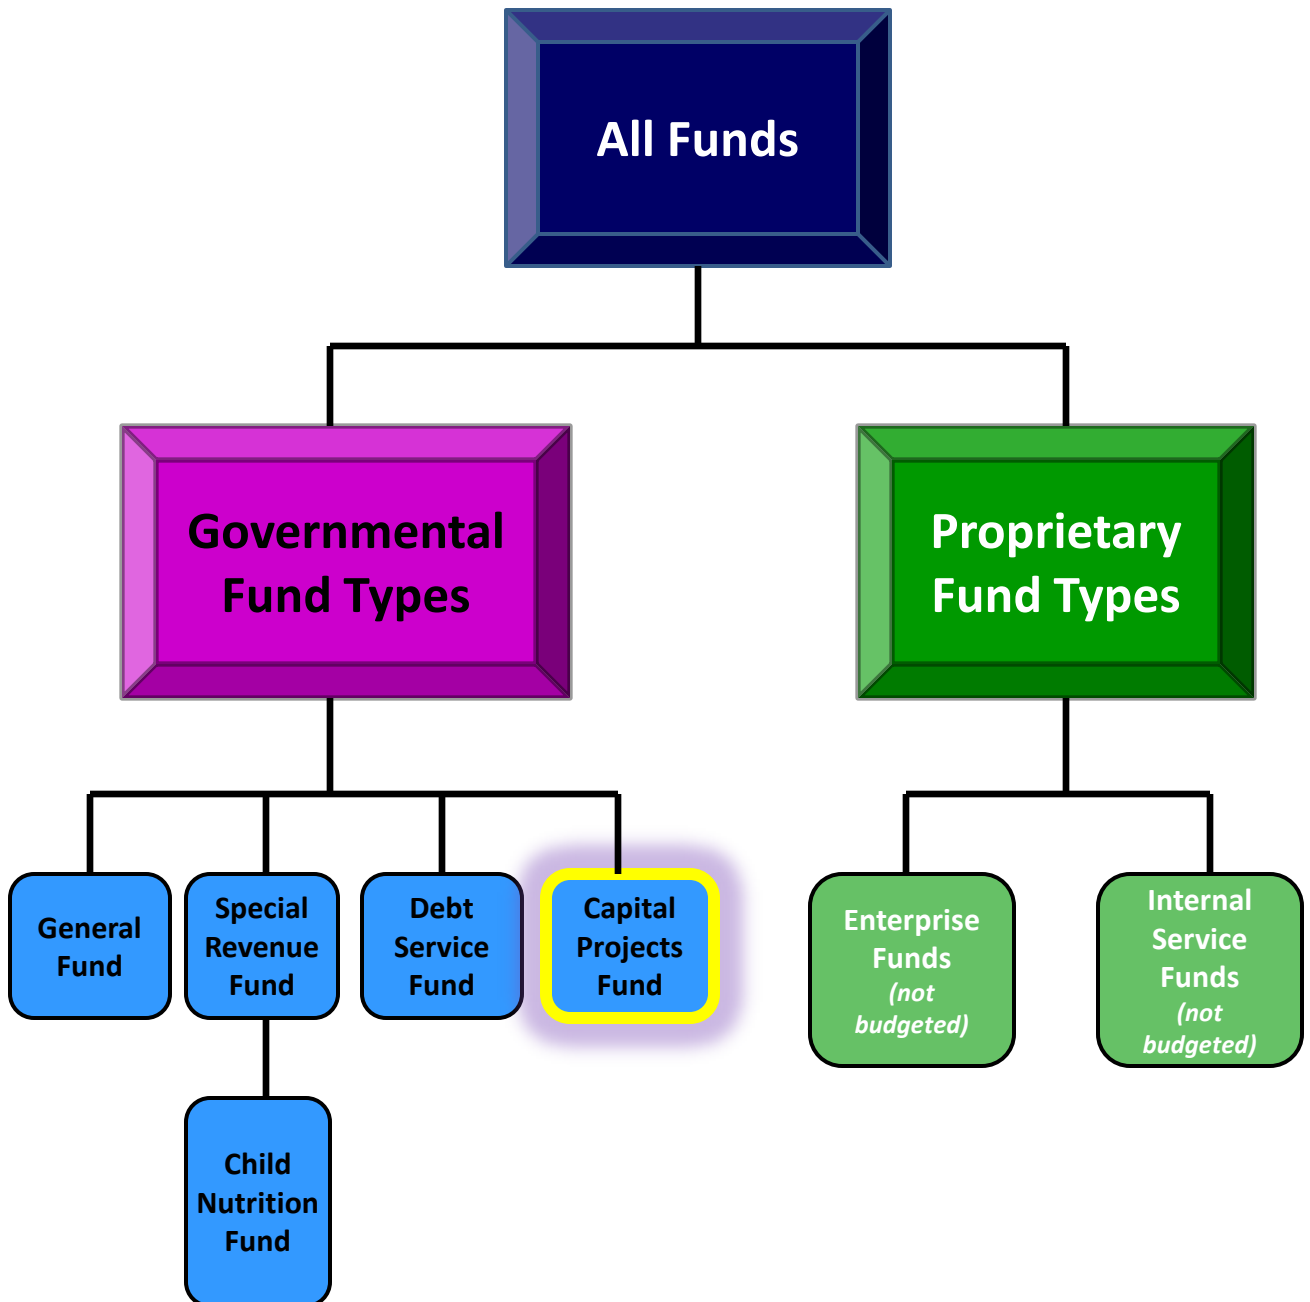 All Funds
Governmental
Fund Types
Proprietary
Fund Types
General
Fund
Special
Revenue
Fund
Debt
Service
Fund
Capital
Projects
Fund
Enterprise
Funds
(not
budgeted)
Internal
Service
Funds
(not
budgeted)
Child
Nutrition
Fund